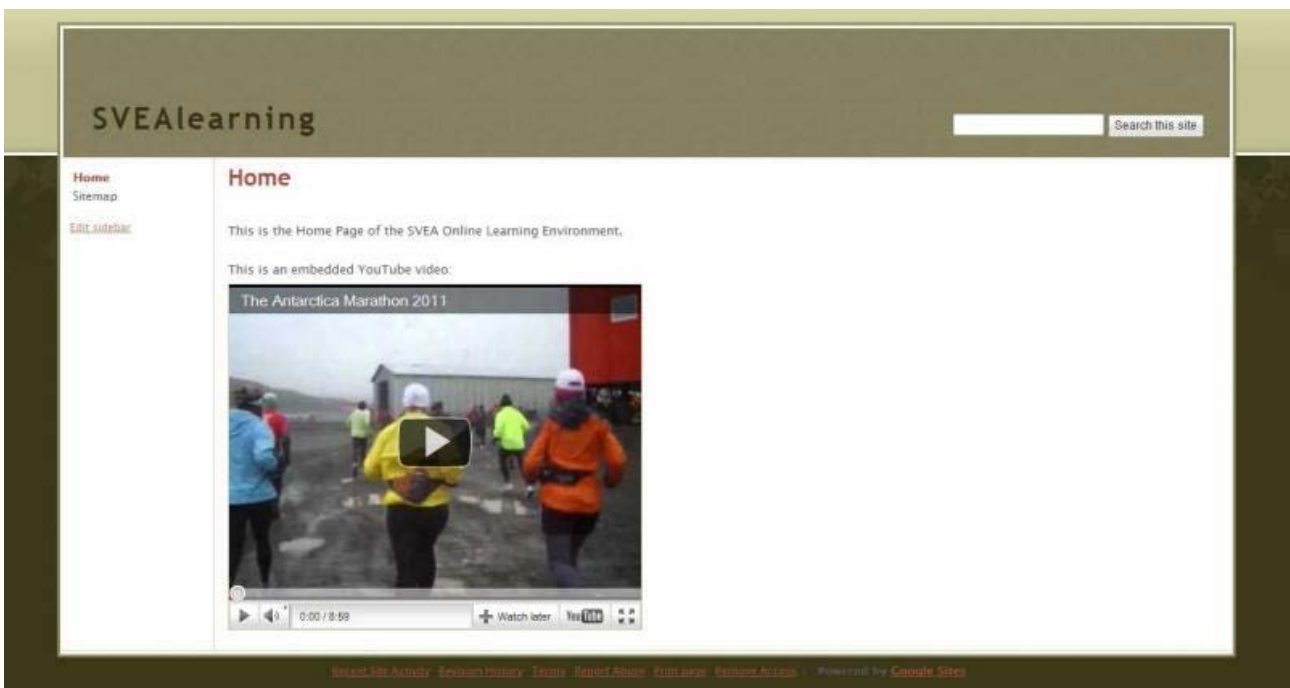 SVEAlearning
Search this site
Home
Sitemap
Edit sidebar
Home
This is the Home Page of the SVEA Online Learning Environment.
This is an embedded YouTube video:
The Antarctica Marathon 2011
0:00 / 8:59
Watch later
YouTube
Recent Site Activity Revision History Terms Report Abuse Print page Remove Access | Powered by Google Sites